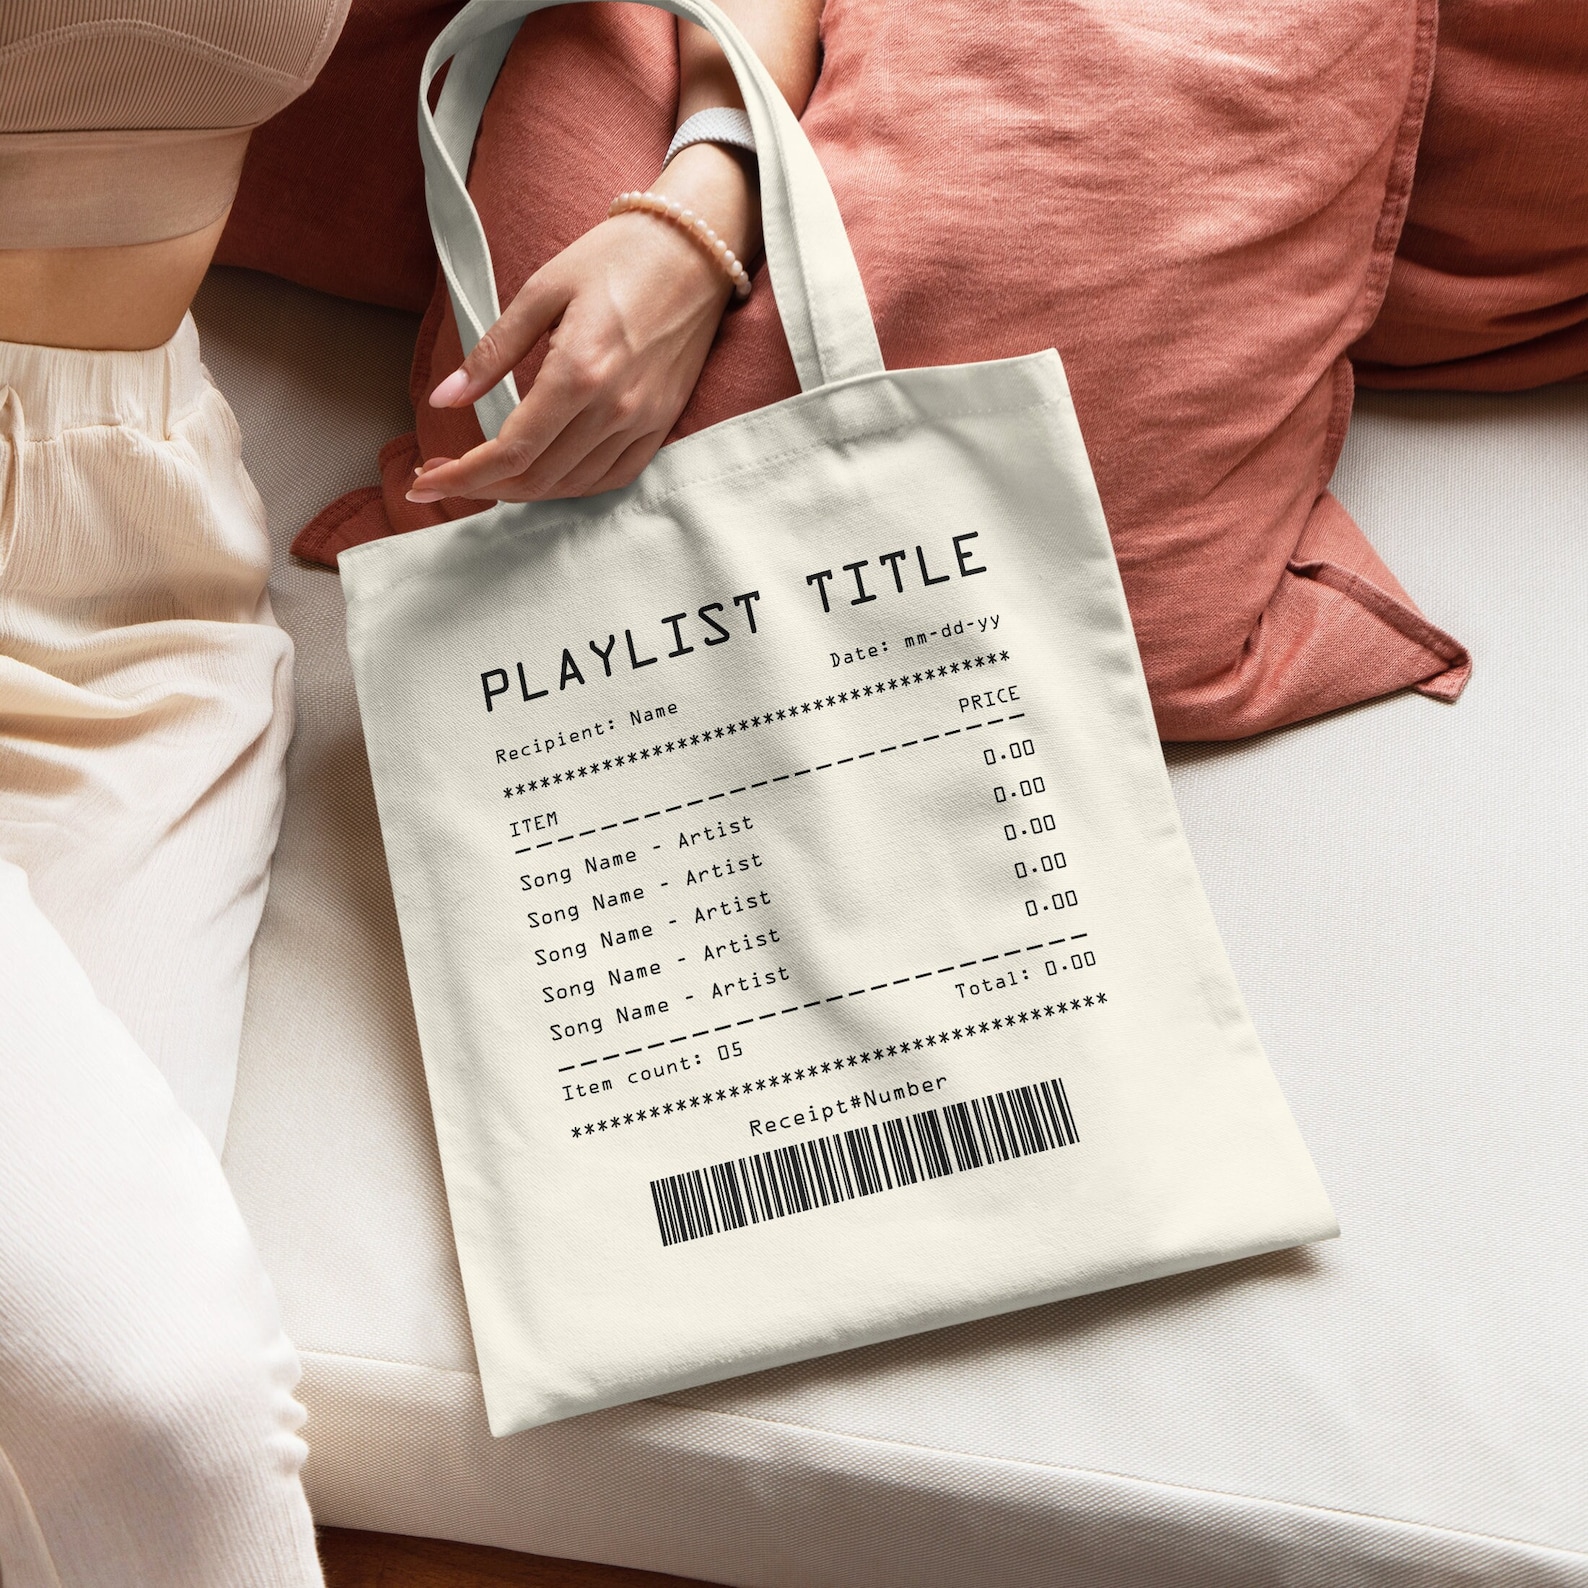 PLAYLIST TITLE
Recipient: Name Date: mm-dd-yy
***************************************
ITEM PRICE
------------------------------
Song Name - Artist 0.00
Song Name - Artist 0.00
Song Name - Artist 0.00
Song Name - Artist 0.00
Song Name - Artist 0.00
------------------------------
Item count: 05 Total: 0.00
*****************************************
Receipt#Number